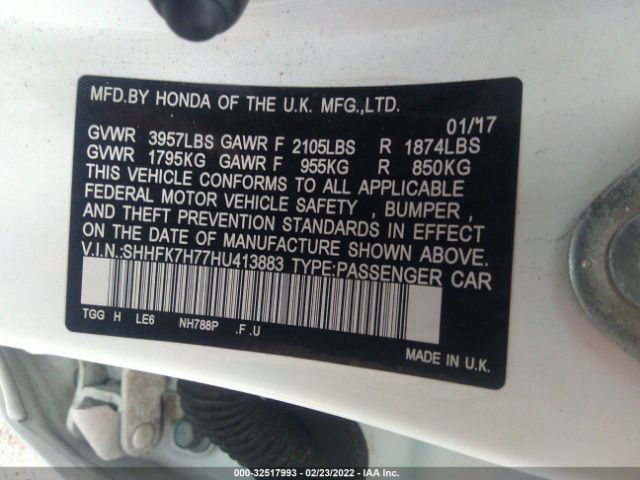 MFD.BY HONDA OF THE U.K. MFG.,LTD.
01/17
GVWR 3957LBS GAWR F 2105LBS R 1874LBS
GVWR 1795KG GAWR F 955KG R 850KG
THIS VEHICLE CONFORMS TO ALL APPLICABLE
FEDERAL MOTOR VEHICLE SAFETY , BUMPER ,
AND THEFT PREVENTION STANDARDS IN EFFECT
ON THE DATE OF MANUFACTURE SHOWN ABOVE.
V.I.N.:SHHFK7H77HU413883 TYPE:PASSENGER CAR
TGG H LE6 NH788P .F.U
MADE IN U.K.
000-32517993 - 02/23/2022 - IAA Inc.